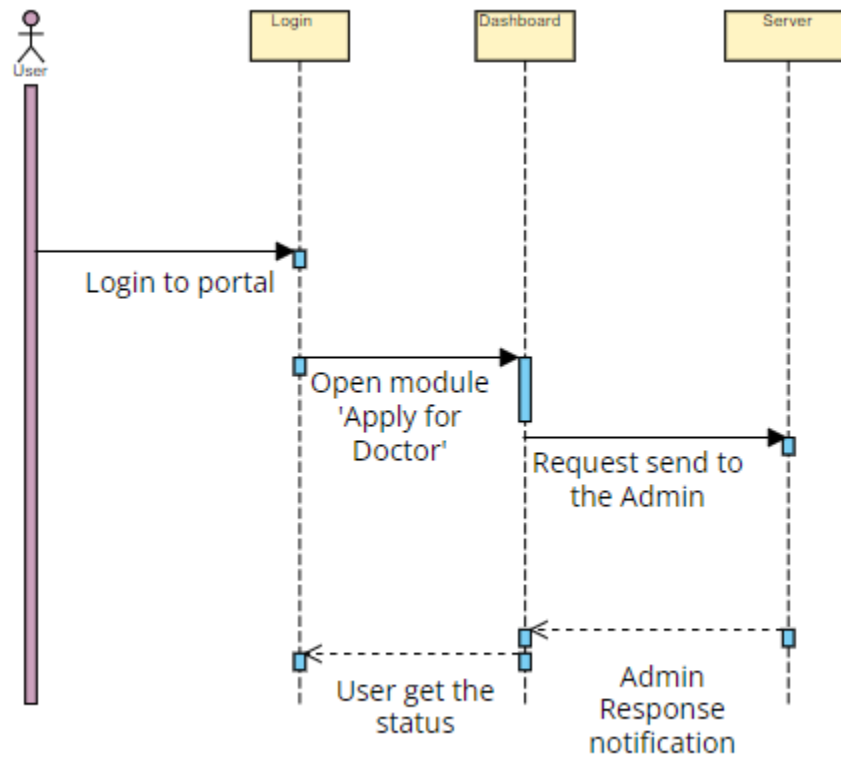 Login
Dashboard
Server
User
Login to portal
Open module
'Apply for
Doctor'
Request send to
the Admin
User get the
status
Admin
Response
notification